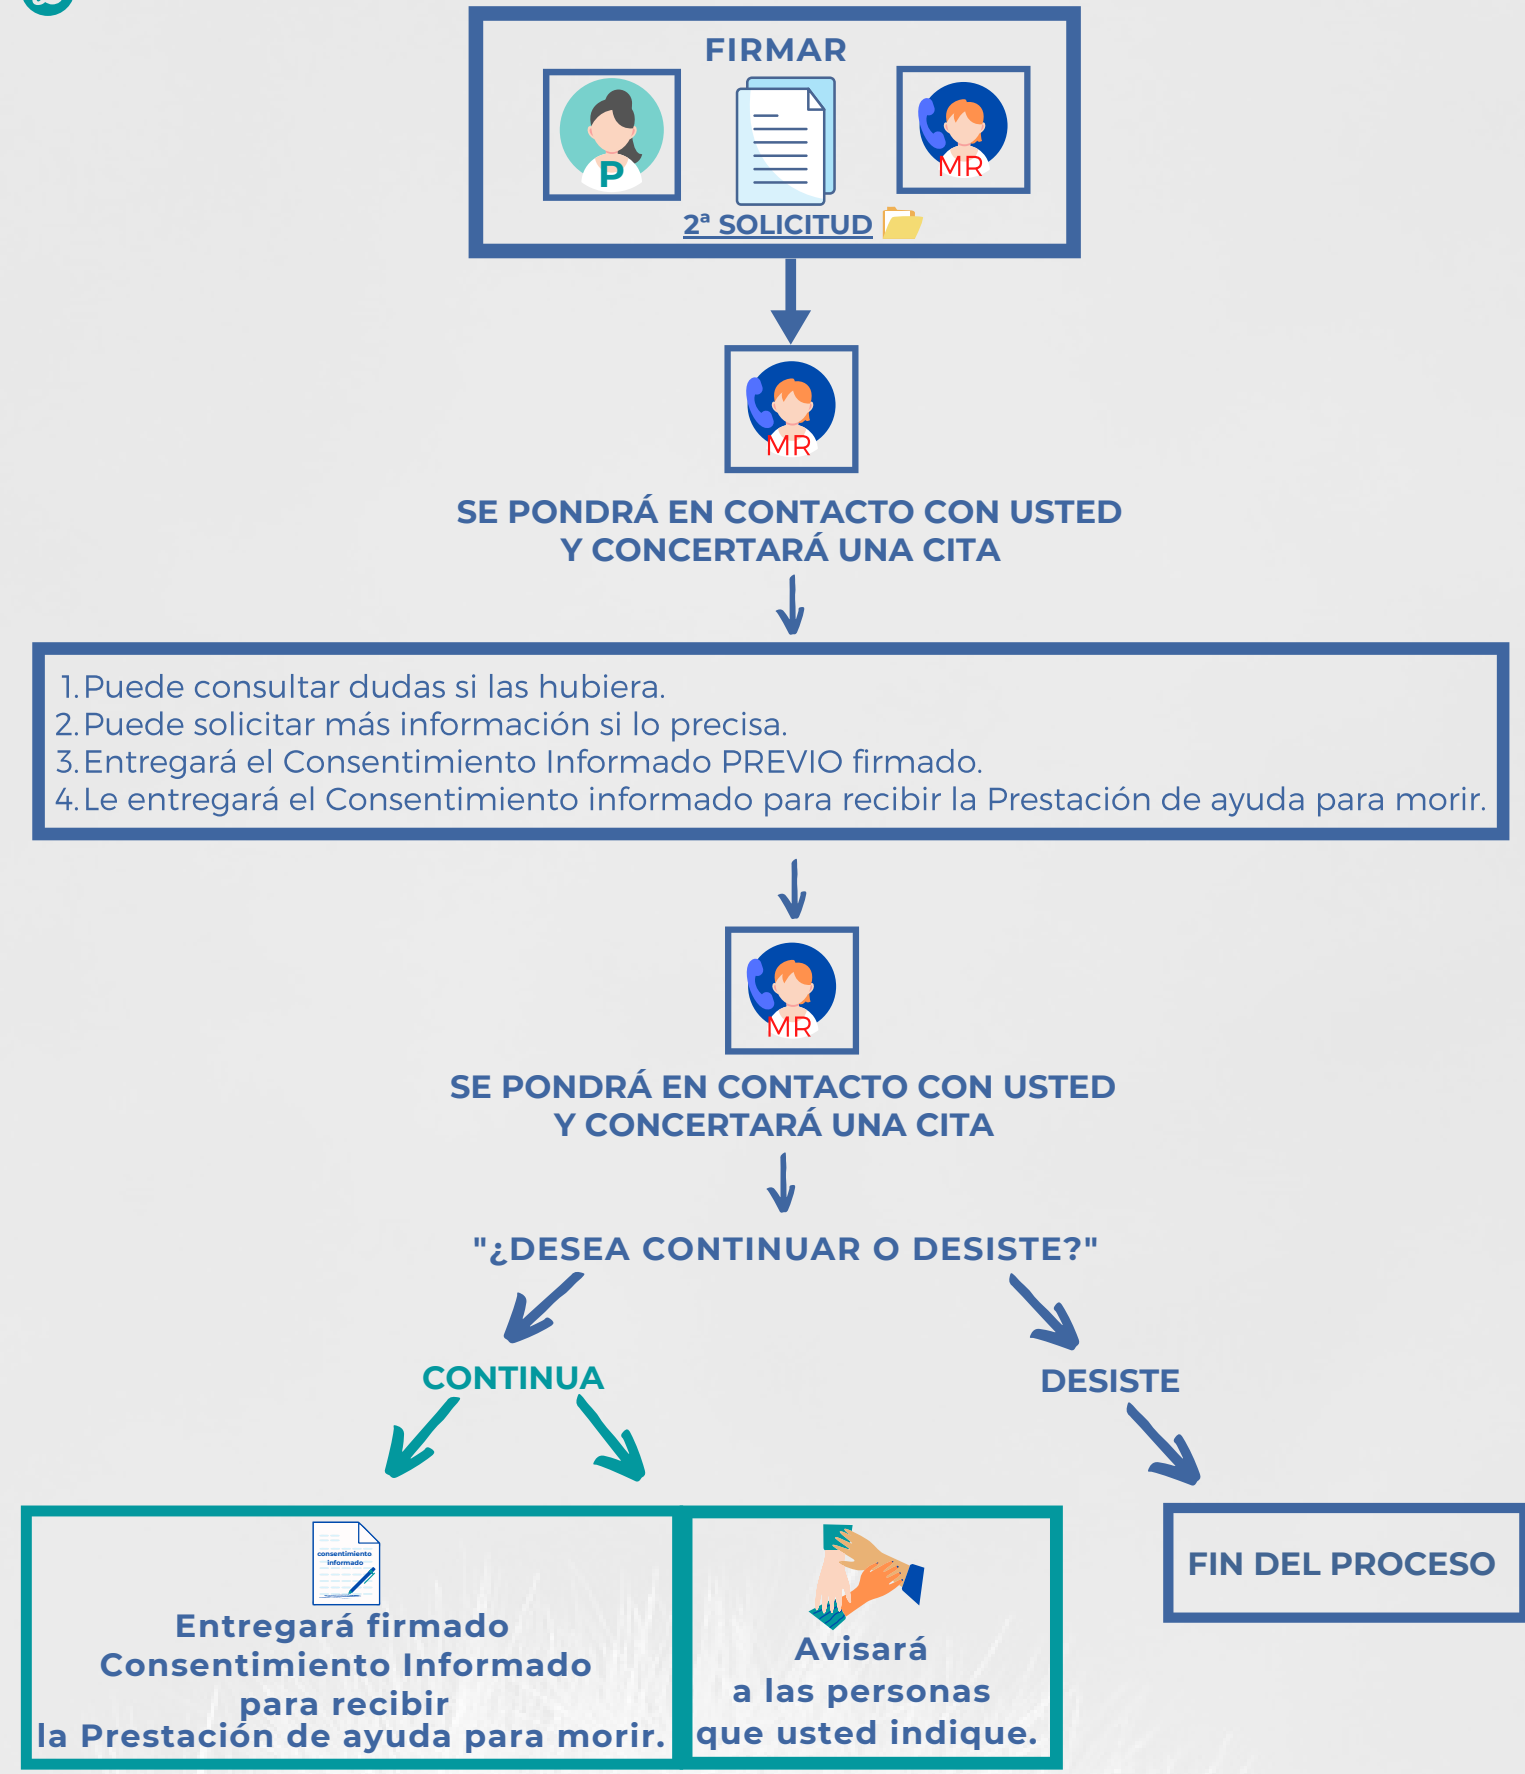 FIRMAR
P
MR
2ª SOLICITUD
MR
SE PONDRÁ EN CONTACTO CON USTED
Y CONCERTARÁ UNA CITA
1. Puede consultar dudas si las hubiera.
2. Puede solicitar más información si lo precisa.
3. Entregará el Consentimiento Informado PREVIO firmado.
4. Le entregará el Consentimiento informado para recibir la Prestación de ayuda para morir.
MR
SE PONDRÁ EN CONTACTO CON USTED
Y CONCERTARÁ UNA CITA
"¿DESEA CONTINUAR O DESISTE?"
CONTINUA
DESISTE
consentimiento
informado
Entregará firmado
Consentimiento Informado
para recibir
la Prestación de ayuda para morir.
Avisará
a las personas
que usted indique.
FIN DEL PROCESO